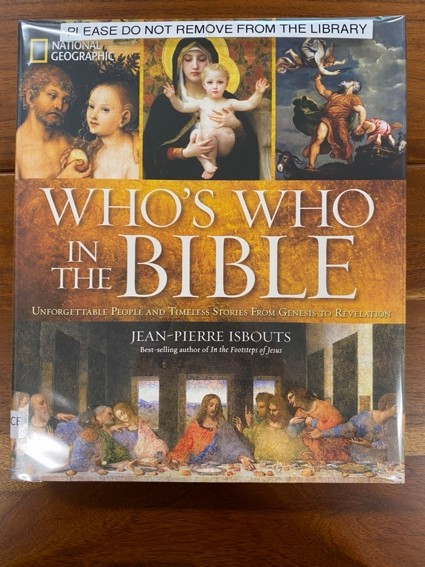 PLEASE DO NOT REMOVE FROM THE LIBRARY
NATIONAL
GEOGRAPHIC
WHO'S WHO
IN THE BIBLE
UNFORGETTABLE PEOPLE AND TIMELESS STORIES FROM GENESIS TO REVELATION
JEAN-PIERRE ISBOUTS
Best-selling author of In the Footsteps of Jesus